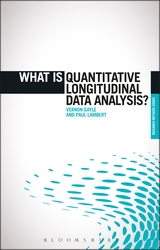 WHAT IS QUANTITATIVE
LONGITUDINAL
DATA ANALYSIS?
VERNON GAYLE
AND PAUL LAMBERT
BLOOMSBURY